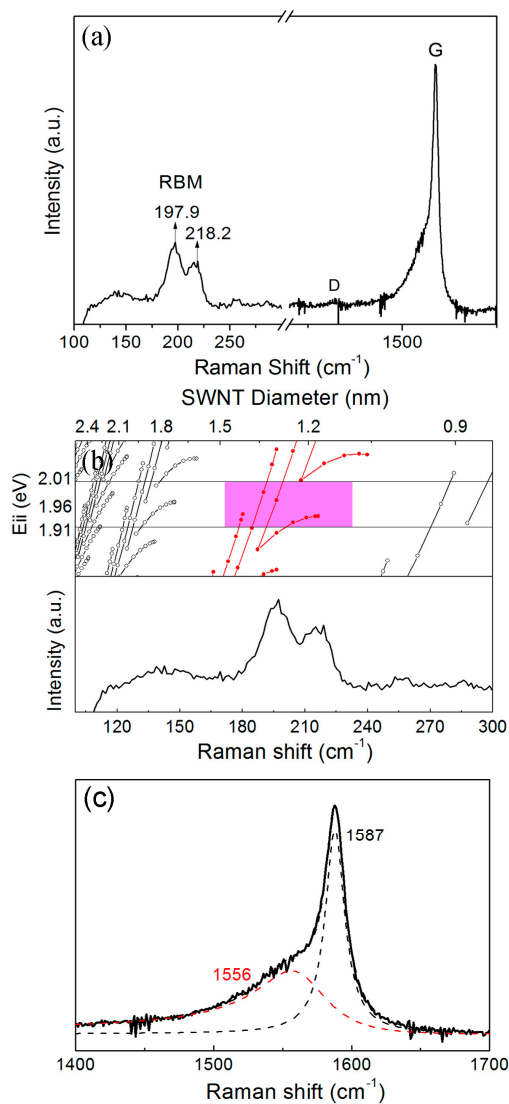 (a)
G
RBM
197.9
218.2
D
Intensity (a.u.)
100 150 200 250 1500
Raman Shift (cm-1)
SWNT Diameter (nm)
2.4 2.1 1.8 1.5 1.2 0.9
(b)
2.01
1.96
1.91
Eii (eV)
Intensity (a.u.)
120 150 180 210 240 270 300
Raman shift (cm-1)
(c)
1587
1556
1400 1500 1600 1700
Raman shift (cm-1)